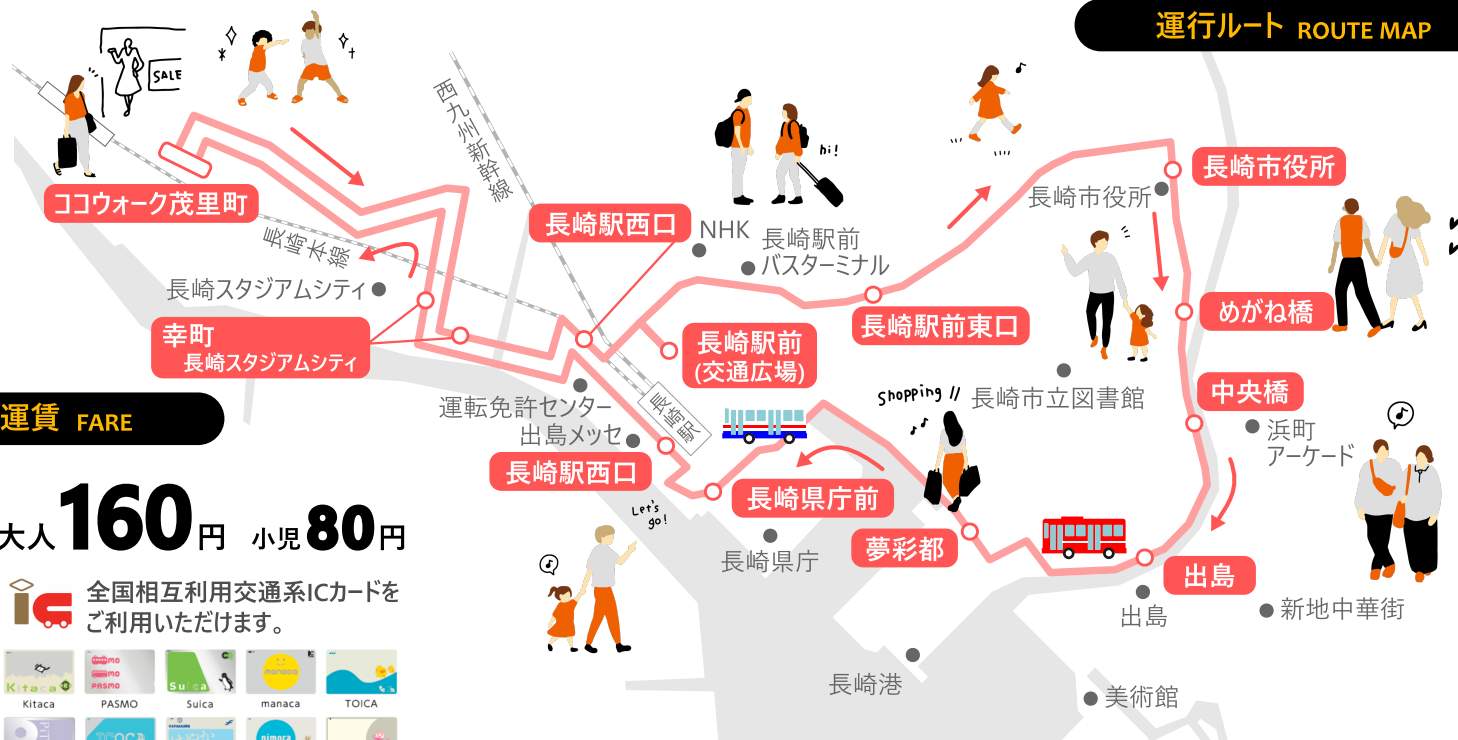 運行ルート ROUTE MAP
SALE
西九州新幹線
hi!
ココウォーク茂里町
長崎本線
長崎駅西口
NHK
長崎駅前
バスターミナル
長崎市役所
長崎市役所
長崎スタジアムシティ
幸町
長崎スタジアムシティ
長崎駅前
(交通広場)
長崎駅前東口
めがね橋
運転免許センター
出島メッセ
長崎駅
長崎駅西口
Shopping //
長崎市立図書館
中央橋
浜町
アーケード
長崎県庁前
長崎県庁
夢彩都
出島
出島
新地中華街
長崎港
美術館
Let's
go!
運賃 FARE
大人160円 小児80円
全国相互利用交通系ICカードを
ご利用いただけます。
Kitaca
PASMO
Suica
manaca
TOICA
Kitaca
PASMO
Suica
manaca
TOICA
nimoca